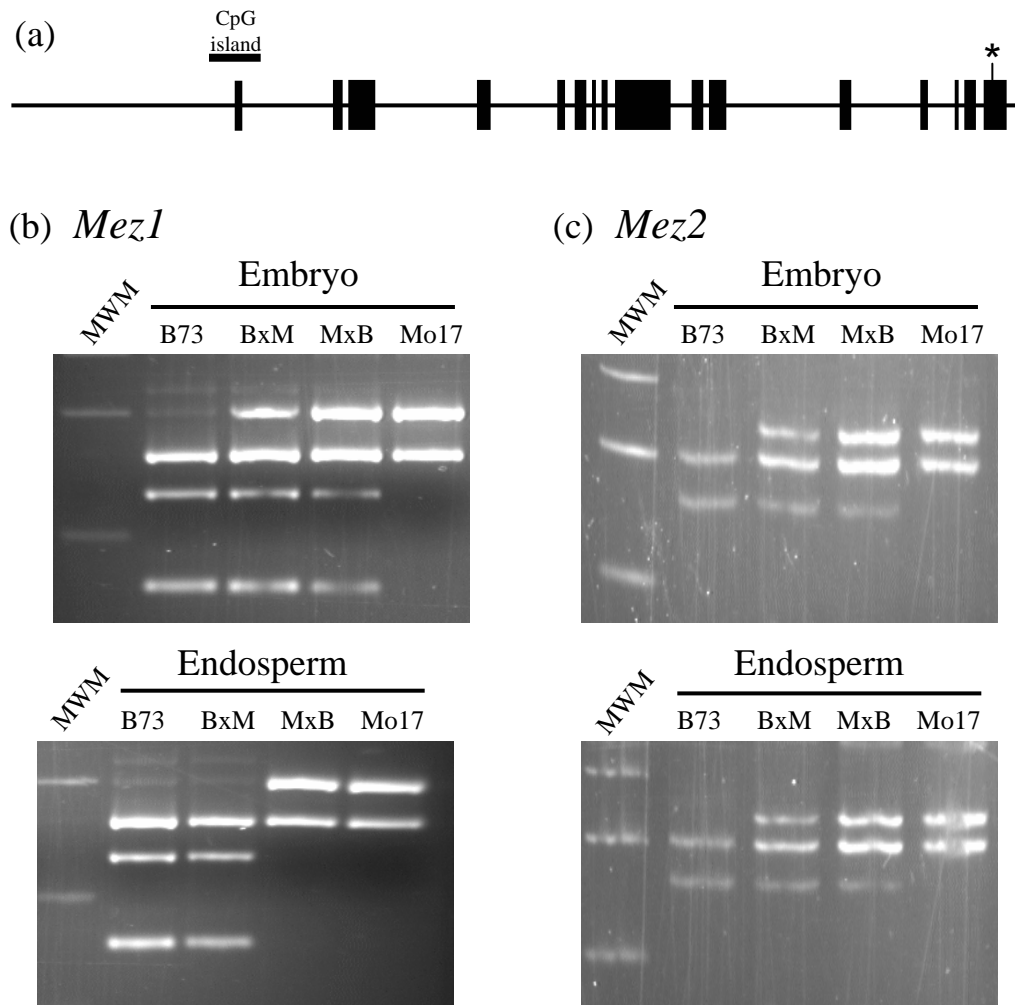 (a)
CpG
island
*
(b) Mez1
Embryo
MWM
B73 BxM MxB Mo17
Endosperm
MWM
B73 BxM MxB Mo17
(c) Mez2
Embryo
MWM
B73 BxM MxB Mo17
Endosperm
MWM
B73 BxM MxB Mo17